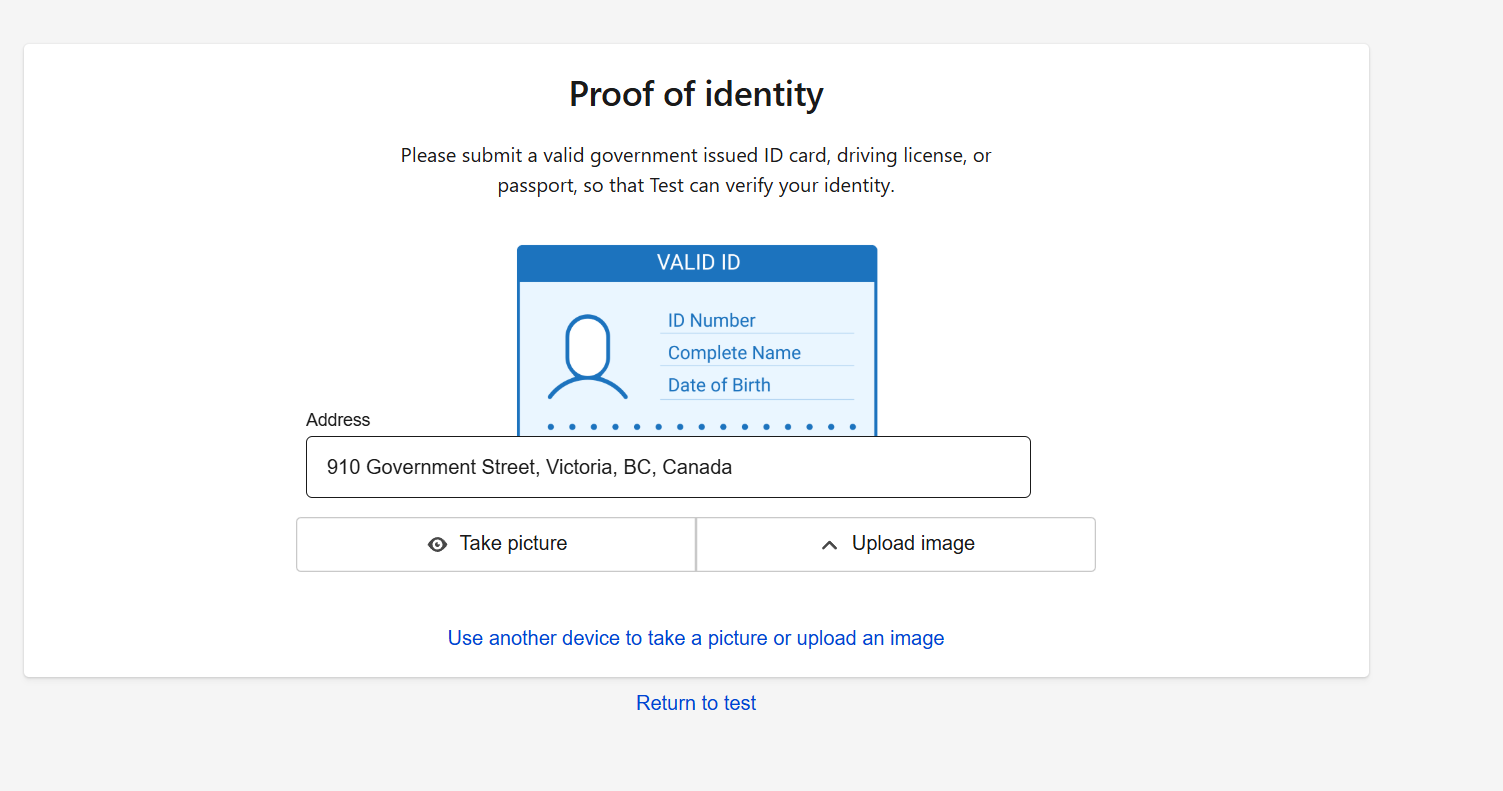 Proof of identity
Please submit a valid government issued ID card, driving license, or
passport, so that Test can verify your identity.
VALID ID
ID Number
Complete Name
Date of Birth
Address
910 Government Street, Victoria, BC, Canada
Take picture
Upload image
Use another device to take a picture or upload an image
Return to test